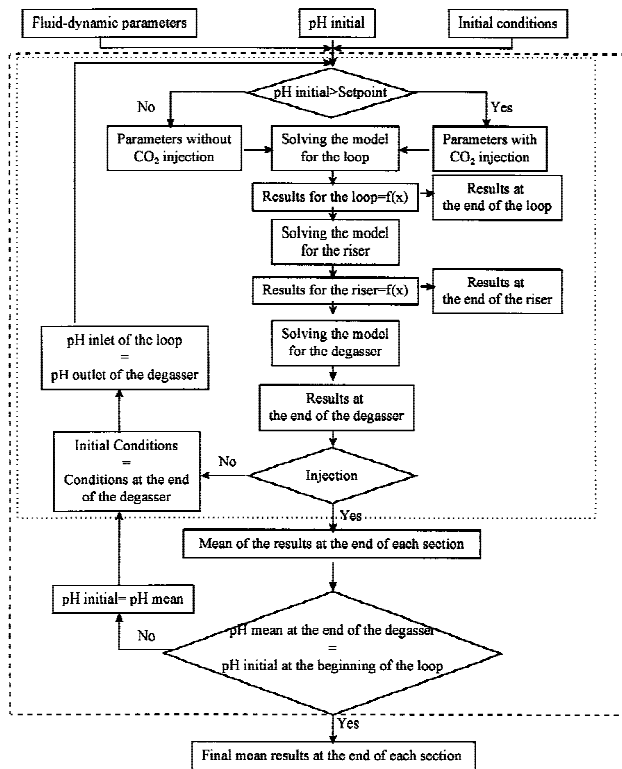 Fluid-dynamic parameters
pH initial
Initial conditions
pH initial>Setpoint
No
Yes
Parameters without
CO2 injection
Solving the model
for the loop
Parameters with
CO2 injection
Results for the loop=f(x)
Results at
the end of the loop
Solving the model
for the riser
Results for the riser=f(x)
Results at
the end of the riser
pH inlet of the loop
=
pH outlet of the degasser
Solving the model
for the degasser
Results at
the end of the degasser
Initial Conditions
=
Conditions at the end
of the degasser
No
Injection
Yes
Mean of the results at the end of each section
pH initial= pH mean
No
pH mean at the end of the degasser
=
pH initial at the beginning of the loop
Yes
Final mean results at the end of each section